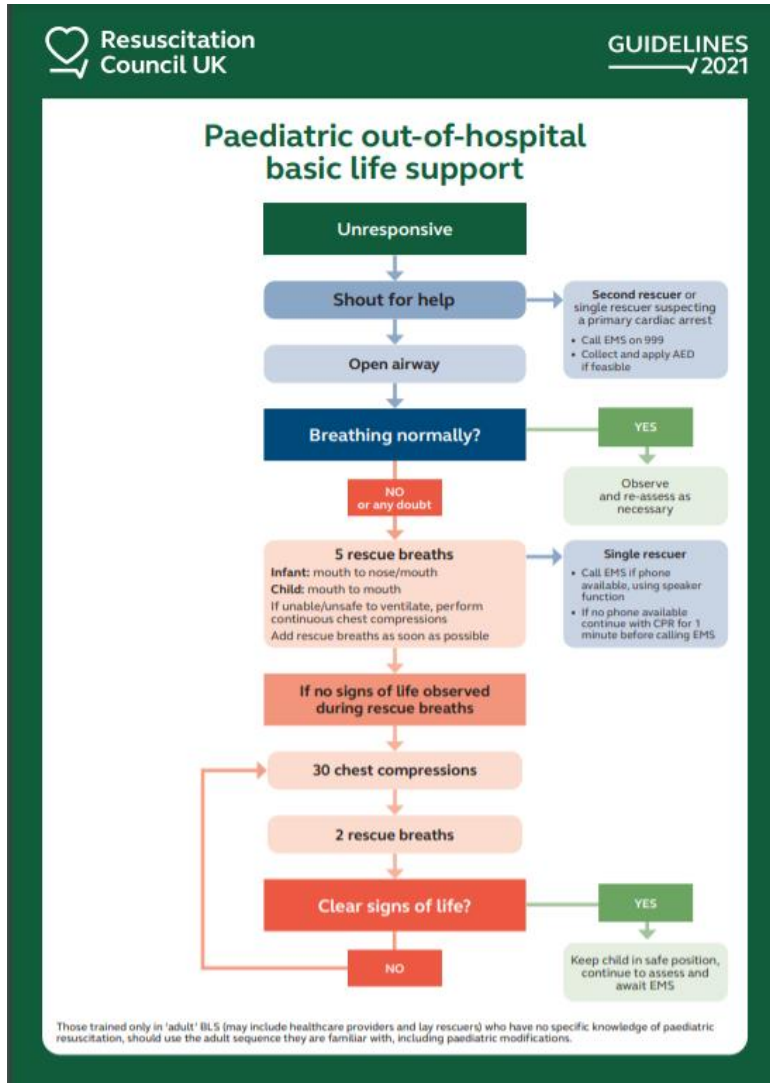 Resuscitation
Council UK
GUIDELINES
2021
Paediatric out-of-hospital
basic life support
Unresponsive
Shout for help
Second rescuer or
single rescuer suspecting
a primary cardiac arrest
• Call EMS on 999
• Collect and apply AED
if feasible
Open airway
Breathing normally?
YES
Observe
and re-assess as
necessary
NO
or any doubt
5 rescue breaths
Infant: mouth to nose/mouth
Child: mouth to mouth
If unable/unsafe to ventilate, perform
continuous chest compressions
Add rescue breaths as soon as possible
Single rescuer
• Call EMS if phone
available, using speaker
function
• If no phone available
continue with CPR for 1
minute before calling EMS
If no signs of life observed
during rescue breaths
30 chest compressions
2 rescue breaths
Clear signs of life?
YES
Keep child in safe position,
continue to assess and
await EMS
NO
Those trained only in 'adult' BLS (may include healthcare providers and lay rescuers) who have no specific knowledge of paediatric
resuscitation, should use the adult sequence they are familiar with, including paediatric modifications.